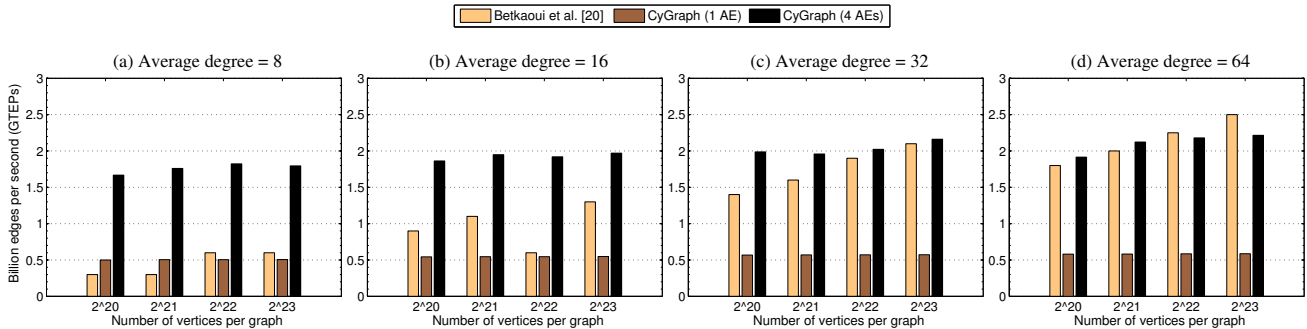 Betkaoui et al. [20] CyGraph (1 AE) CyGraph (4 AEs)
(a) Average degree = 8
Billion edges per second (GTEPs)
3
2.5
2
1.5
1
0.5
0
2^20 2^21 2^22 2^23
Number of vertices per graph
(b) Average degree = 16
3
2.5
2
1.5
1
0.5
0
2^20 2^21 2^22 2^23
Number of vertices per graph
(c) Average degree = 32
3
2.5
2
1.5
1
0.5
0
2^20 2^21 2^22 2^23
Number of vertices per graph
(d) Average degree = 64
3
2.5
2
1.5
1
0.5
0
2^20 2^21 2^22 2^23
Number of vertices per graph